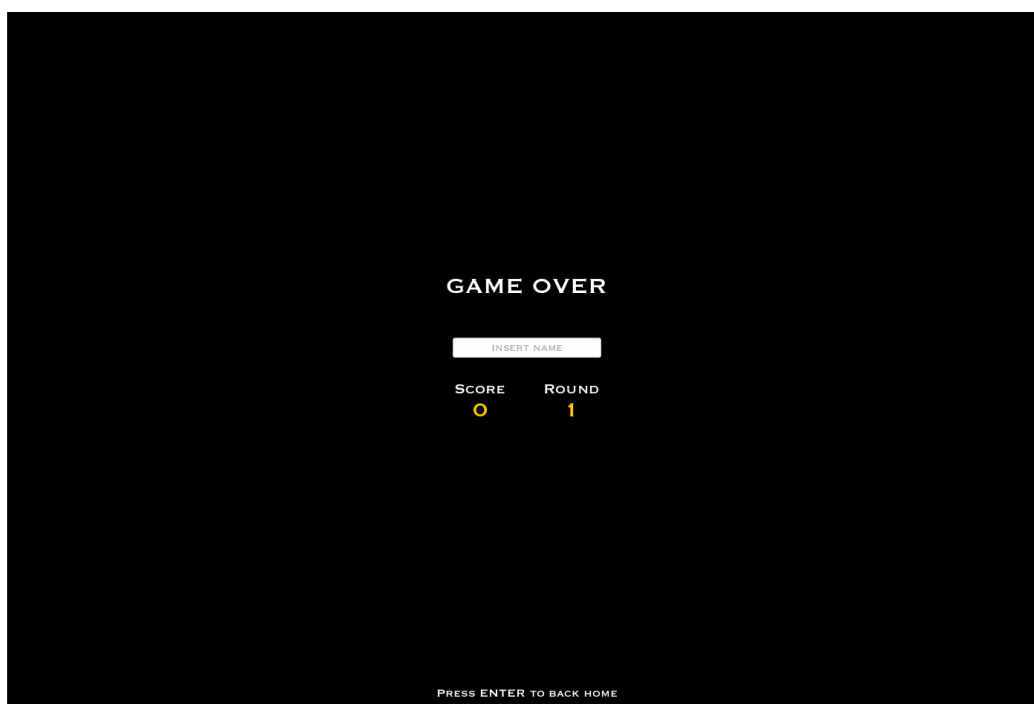 GAME OVER
INSERT NAME
SCORE ROUND
0 1
PRESS ENTER TO BACK HOME